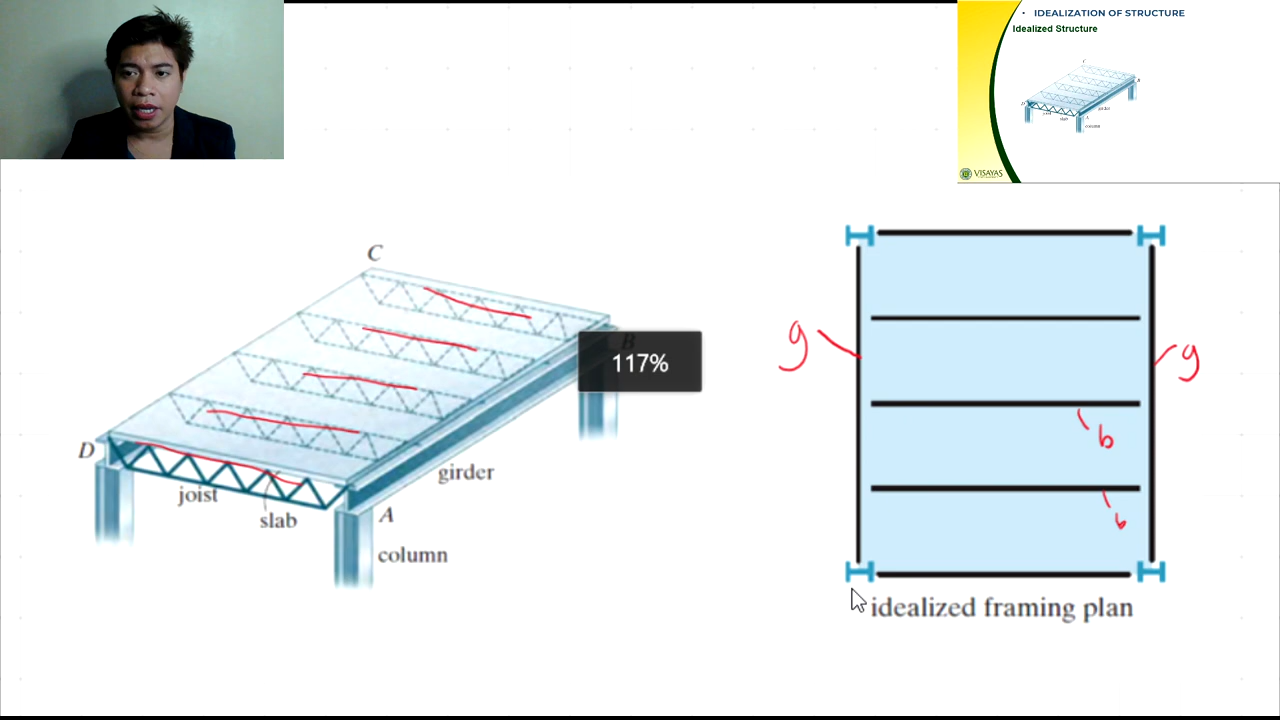 • IDEALIZATION OF STRUCTURE
Idealized Structure
VISAYAS
C
B
117%
D
joist
slab
girder
A
column
g
g
b
b
idealized framing plan